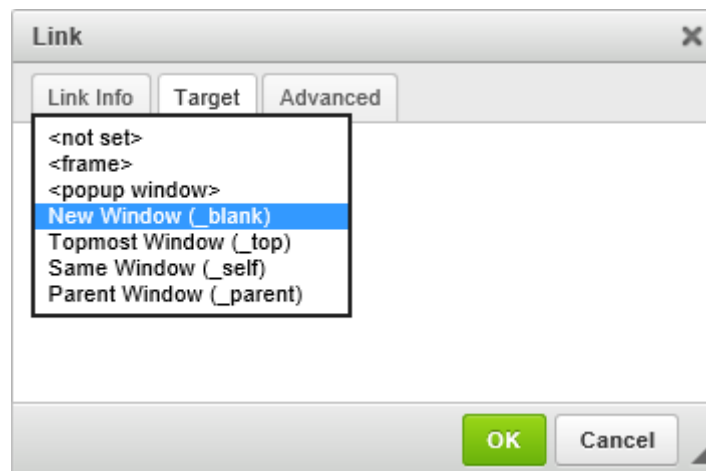 Link
Link Info Target Advanced
<not set>
<frame>
<popup window>
New Window (_blank)
Topmost Window (_top)
Same Window (_self)
Parent Window (_parent)
OK Cancel